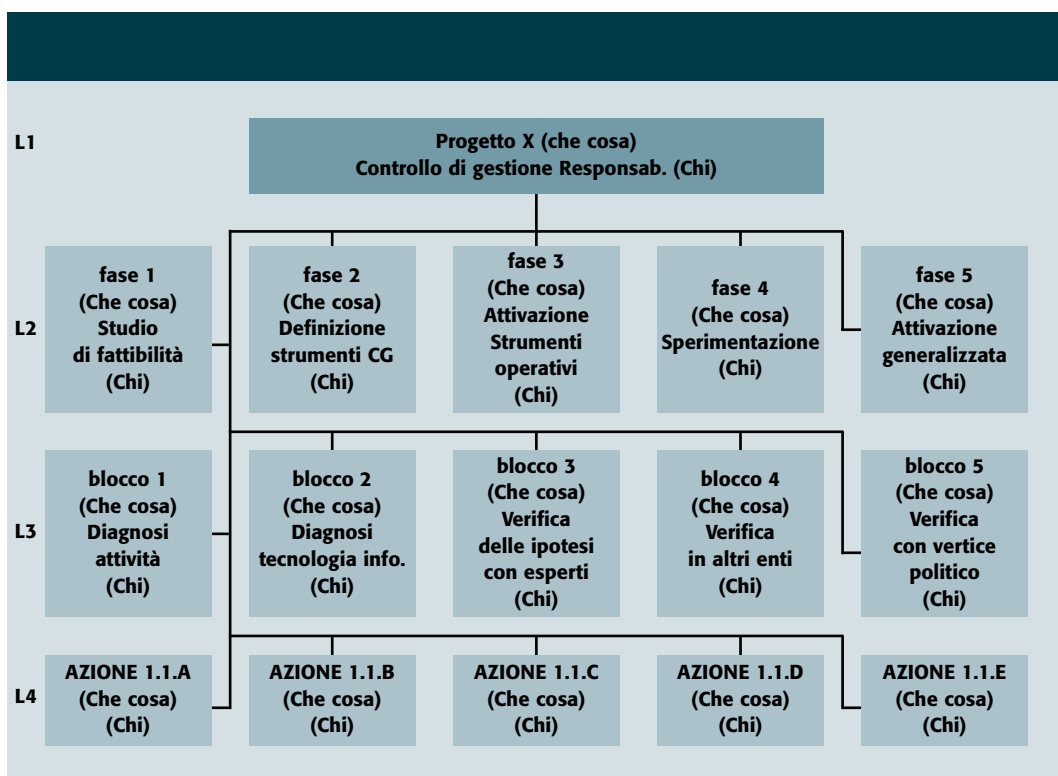 L1
Progetto X (che cosa)
Controllo di gestione Responsab. (Chi)
L2
fase 1
(Che cosa)
Studio
di fattibilità
(Chi)
fase 2
(Che cosa)
Definizione
strumenti CG
(Chi)
fase 3
(Che cosa)
Attivazione
Strumenti
operativi
(Chi)
fase 4
(Che cosa)
Sperimentazione
(Chi)
fase 5
(Che cosa)
Attivazione
generalizzata
(Chi)
L3
blocco 1
(Che cosa)
Diagnosi
attività
(Chi)
blocco 2
(Che cosa)
Diagnosi
tecnologia info.
(Chi)
blocco 3
(Che cosa)
Verifica
delle ipotesi
con esperti
(Chi)
blocco 4
(Che cosa)
Verifica
in altri enti
(Chi)
blocco 5
(Che cosa)
Verifica
con vertice
politico
(Chi)
L4
AZIONE 1.1.A
(Che cosa)
(Chi)
AZIONE 1.1.B
(Che cosa)
(Chi)
AZIONE 1.1.C
(Che cosa)
(Chi)
AZIONE 1.1.D
(Che cosa)
(Chi)
AZIONE 1.1.E
(Che cosa)
(Chi)